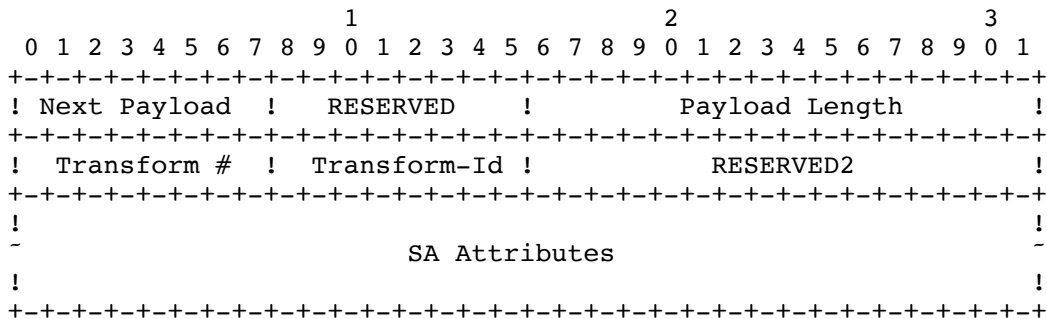 1                   2                   3
 0 1 2 3 4 5 6 7 8 9 0 1 2 3 4 5 6 7 8 9 0 1 2 3 4 5 6 7 8 9 0 1
+-+-+-+-+-+-+-+-+-+-+-+-+-+-+-+-+-+-+-+-+-+-+-+-+-+-+-+-+-+-+-+-+
! Next Payload  !   RESERVED    !         Payload Length        !
+-+-+-+-+-+-+-+-+-+-+-+-+-+-+-+-+-+-+-+-+-+-+-+-+-+-+-+-+-+-+-+-+
!  Transform #  !  Transform-Id !           RESERVED2           !
+-+-+-+-+-+-+-+-+-+-+-+-+-+-+-+-+-+-+-+-+-+-+-+-+-+-+-+-+-+-+-+-+
!                                                               !
~                        SA Attributes                          ~
!                                                               !
+-+-+-+-+-+-+-+-+-+-+-+-+-+-+-+-+-+-+-+-+-+-+-+-+-+-+-+-+-+-+-+-+